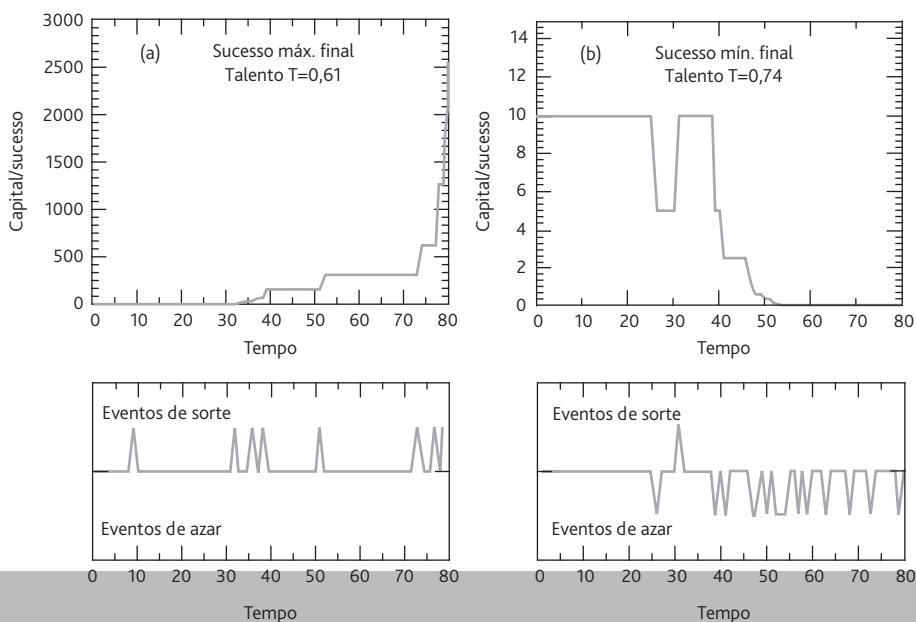 (a)
Sucesso máx. final
Talento T=0,61
Capital/sucesso
3000
2500
2000
1500
1000
500
0
0 10 20 30 40 50 60 70 80
Tempo
(b)
Sucesso mín. final
Talento T=0,74
Capital/sucesso
14
12
10
8
6
4
2
0
0 10 20 30 40 50 60 70 80
Tempo
Eventos de sorte
Eventos de azar
0 10 20 30 40 50 60 70 80
Tempo
Eventos de sorte
Eventos de azar
0 10 20 30 40 50 60 70 80
Tempo